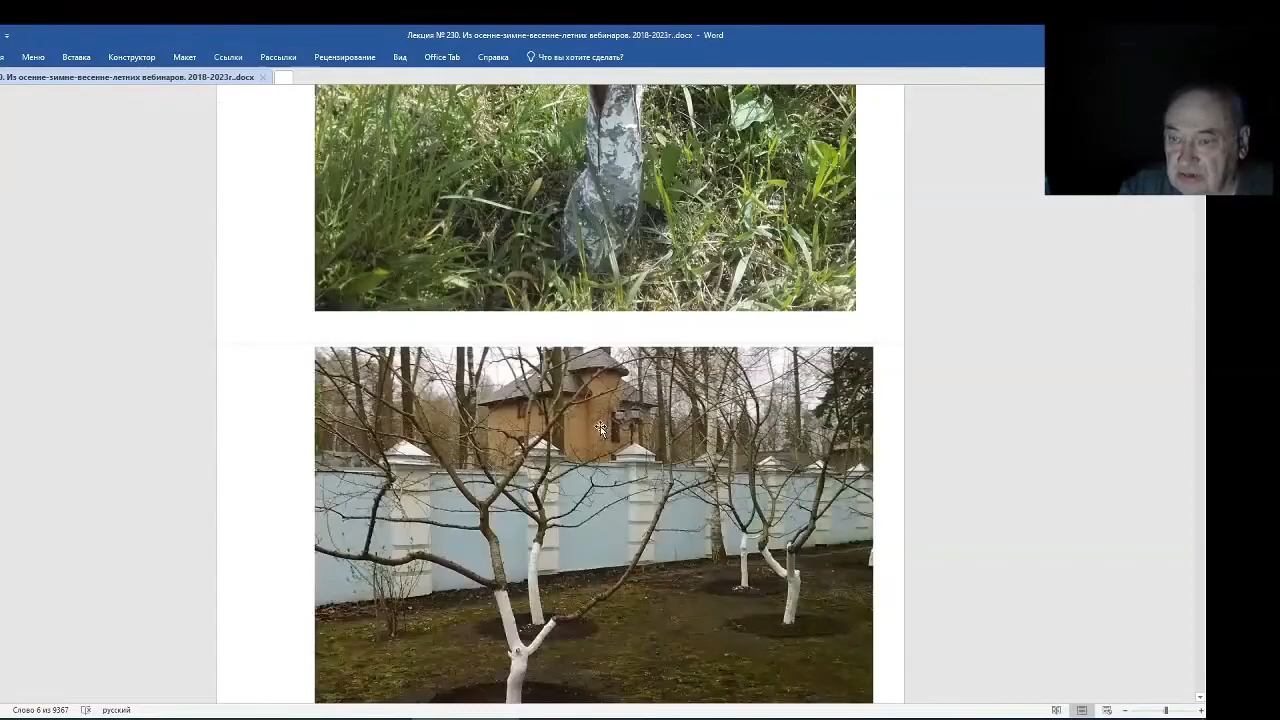 Лекция № 230. Из осенне-зимне-весенне-летних вебинаров. 2018-2023г..docx - Word
я Меню Вставка Конструктор Макет Ссылки Рассылки Рецензирование Вид Office Tab Справка Что вы хотите сделать?
0. Из осенне-зимне-весенне-летних вебинаров. 2018-2023г..docx
Слово 6 из 9367 русский